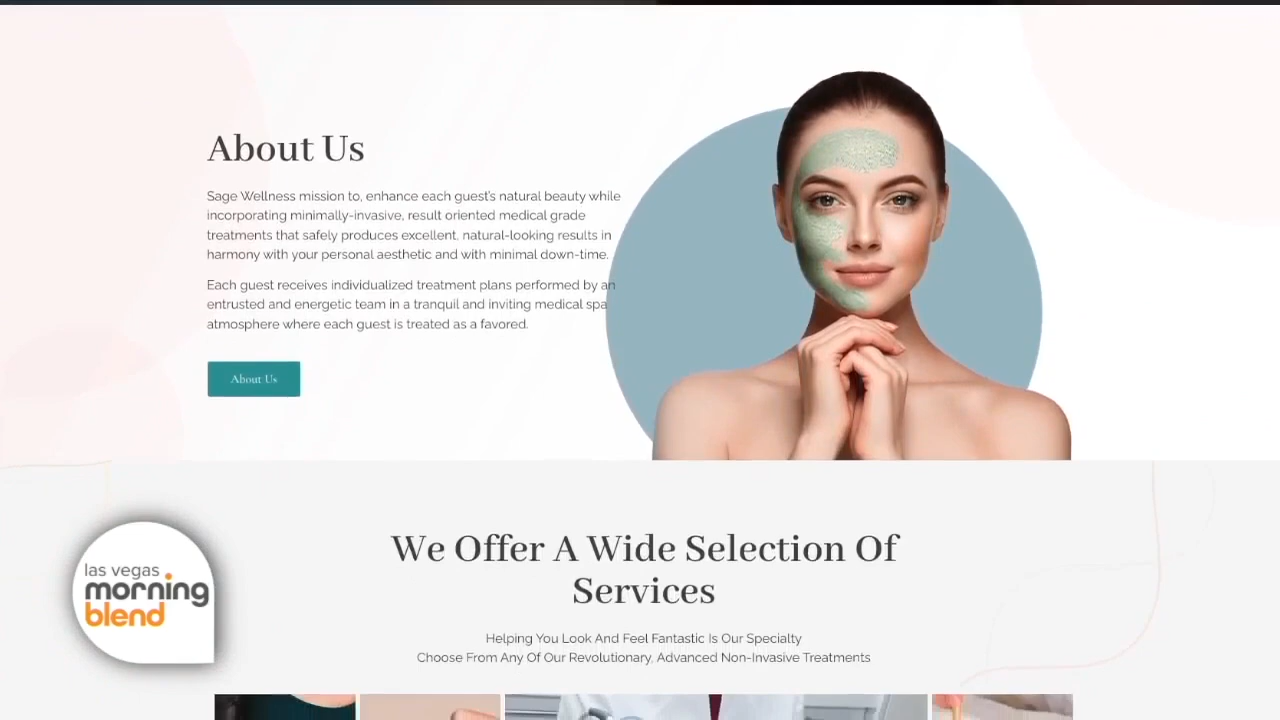 About Us
Sage Wellness mission to, enhance each guest's natural beauty while
incorporating minimally-invasive, result oriented medical grade
treatments that safely produces excellent, natural-looking results in
harmony with your personal aesthetic and with minimal down-time.
Each guest receives individualized treatment plans performed by an
entrusted and energetic team in a tranquil and inviting medical spa
atmosphere where each guest is treated as a favored.
About Us
We Offer A Wide Selection Of
Services
Helping You Look And Feel Fantastic Is Our Specialty
Choose From Any Of Our Revolutionary, Advanced Non-Invasive Treatments
las vegas
morning
blend